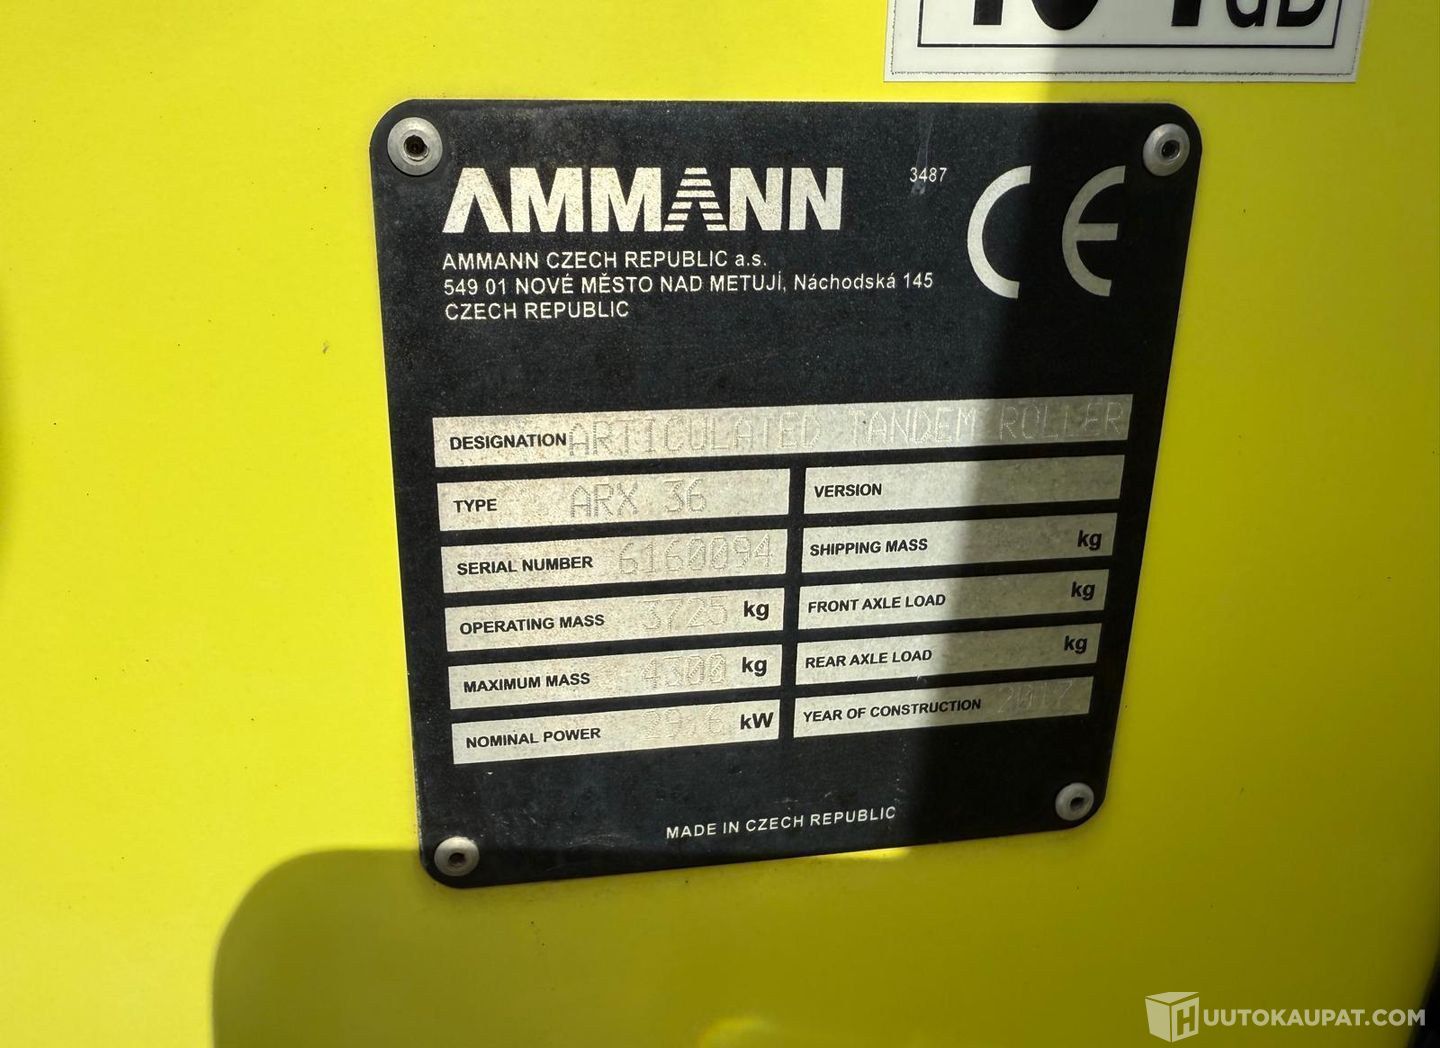 AMMANN
3487
CE
AMMANN CZECH REPUBLIC a.s.
549 01 NOVÉ MĚSTO NAD METUJÍ, Náchodská 145
CZECH REPUBLIC
DESIGNATION ARTICULATED TANDEM ROLLER
TYPE ARX 36
VERSION
SERIAL NUMBER 6160094
SHIPPING MASS kg
OPERATING MASS 3725 kg
FRONT AXLE LOAD kg
MAXIMUM MASS 4300 kg
REAR AXLE LOAD kg
NOMINAL POWER 29,6 kW
YEAR OF CONSTRUCTION 2017
MADE IN CZECH REPUBLIC
HUUTOKAUPAT.COM